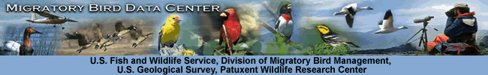 MIGRATORY BIRD DATA CENTER
U.S. Fish and Wildlife Service, Division of Migratory Bird Management,
U.S. Geological Survey, Patuxent Wildlife Research Center